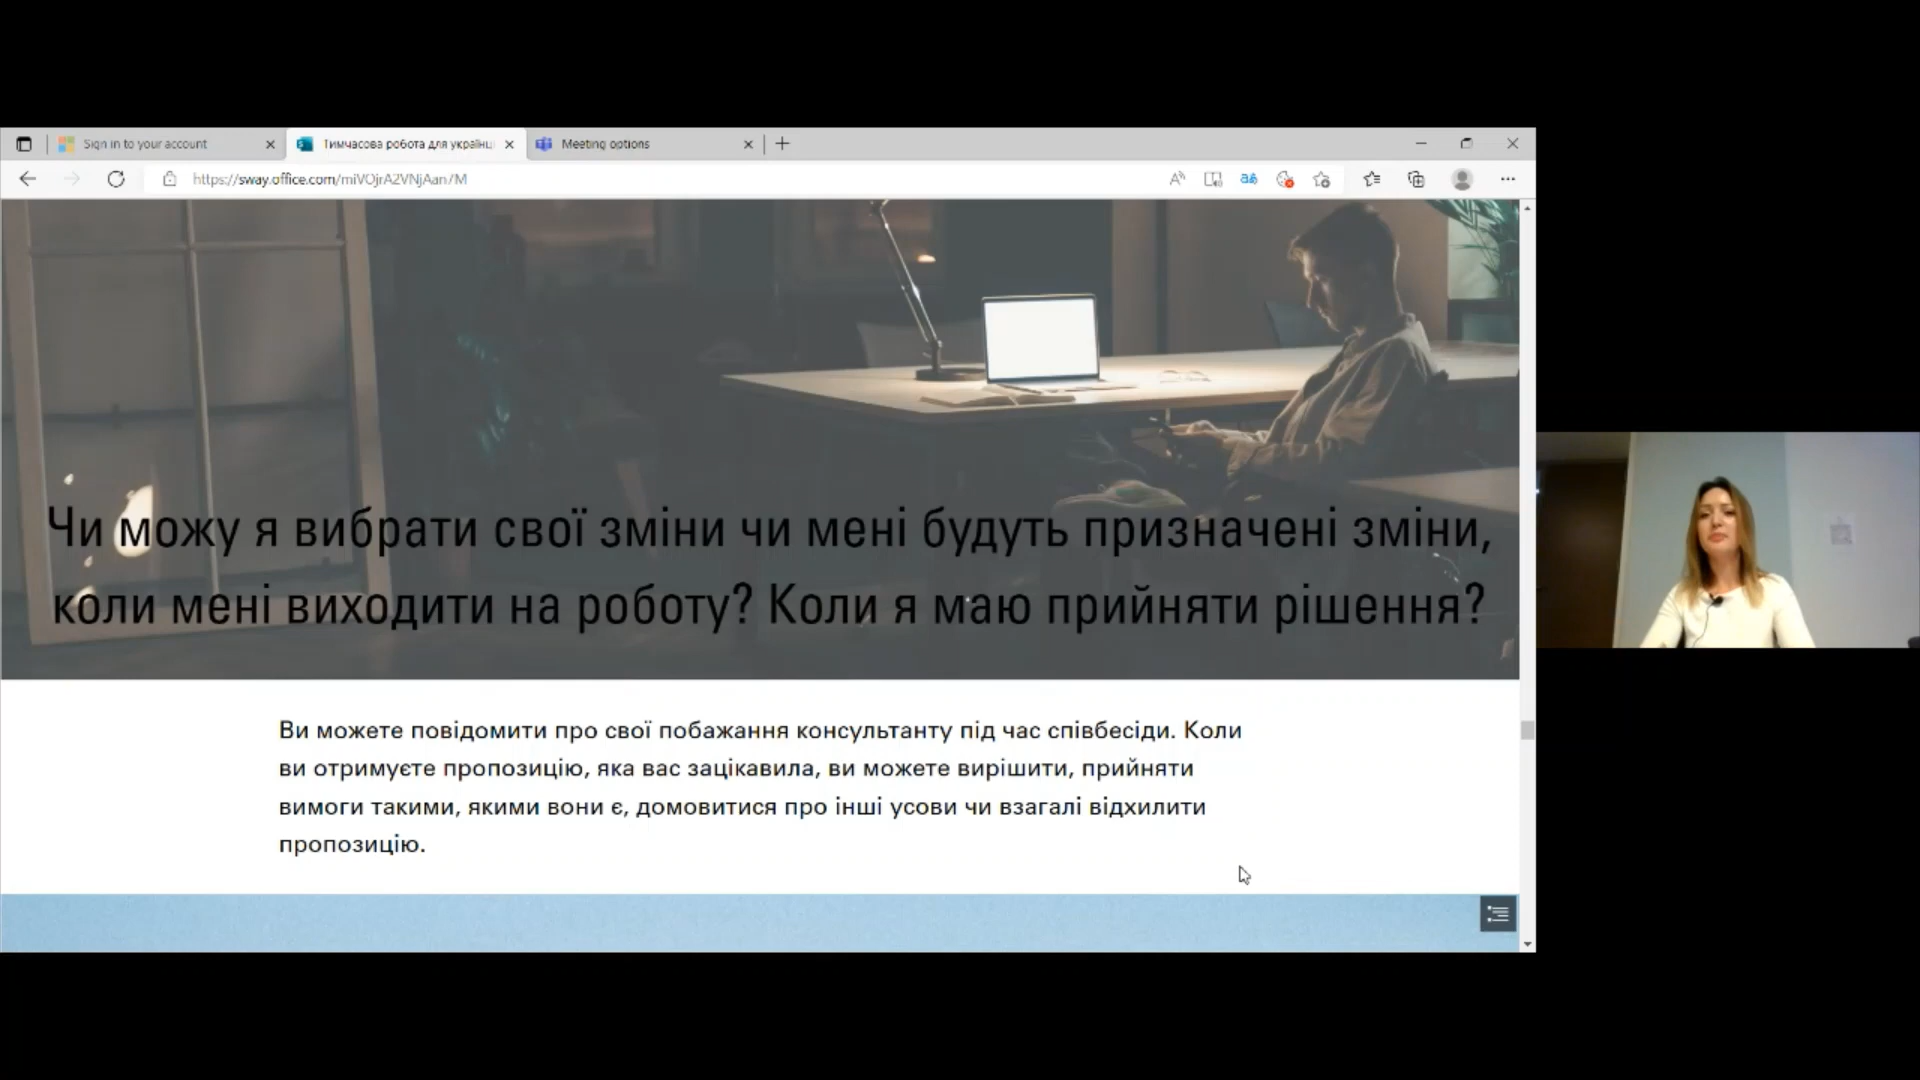 Sign in to your account
Тимчасова робота для українц
Meeting options
https://sway.office.com/miVOjrA2VNjAan7M
Чи можу я вибрати свої зміни чи мені будуть призначені зміни,
коли мені виходити на роботу? Коли я маю прийняти рішення?
Ви можете повідомити про свої побажання консультанту під час співбесіди. Коли
ви отримуєте пропозицію, яка вас зацікавила, ви можете вирішити, прийняти
вимоги такими, якими вони є, домовитися про інші усови чи взагалі відхилити
пропозицію.